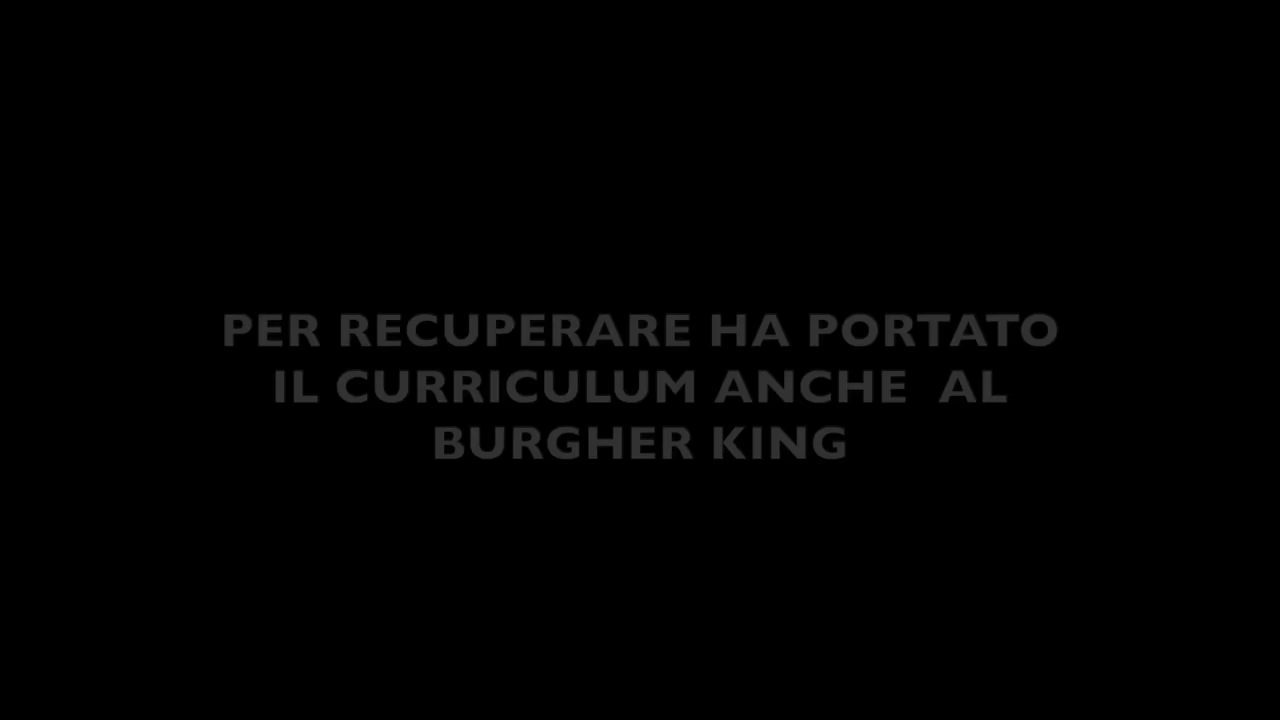 PER RECUPERARE HA PORTATO
IL CURRICULUM ANCHE  AL
BURGHER KING